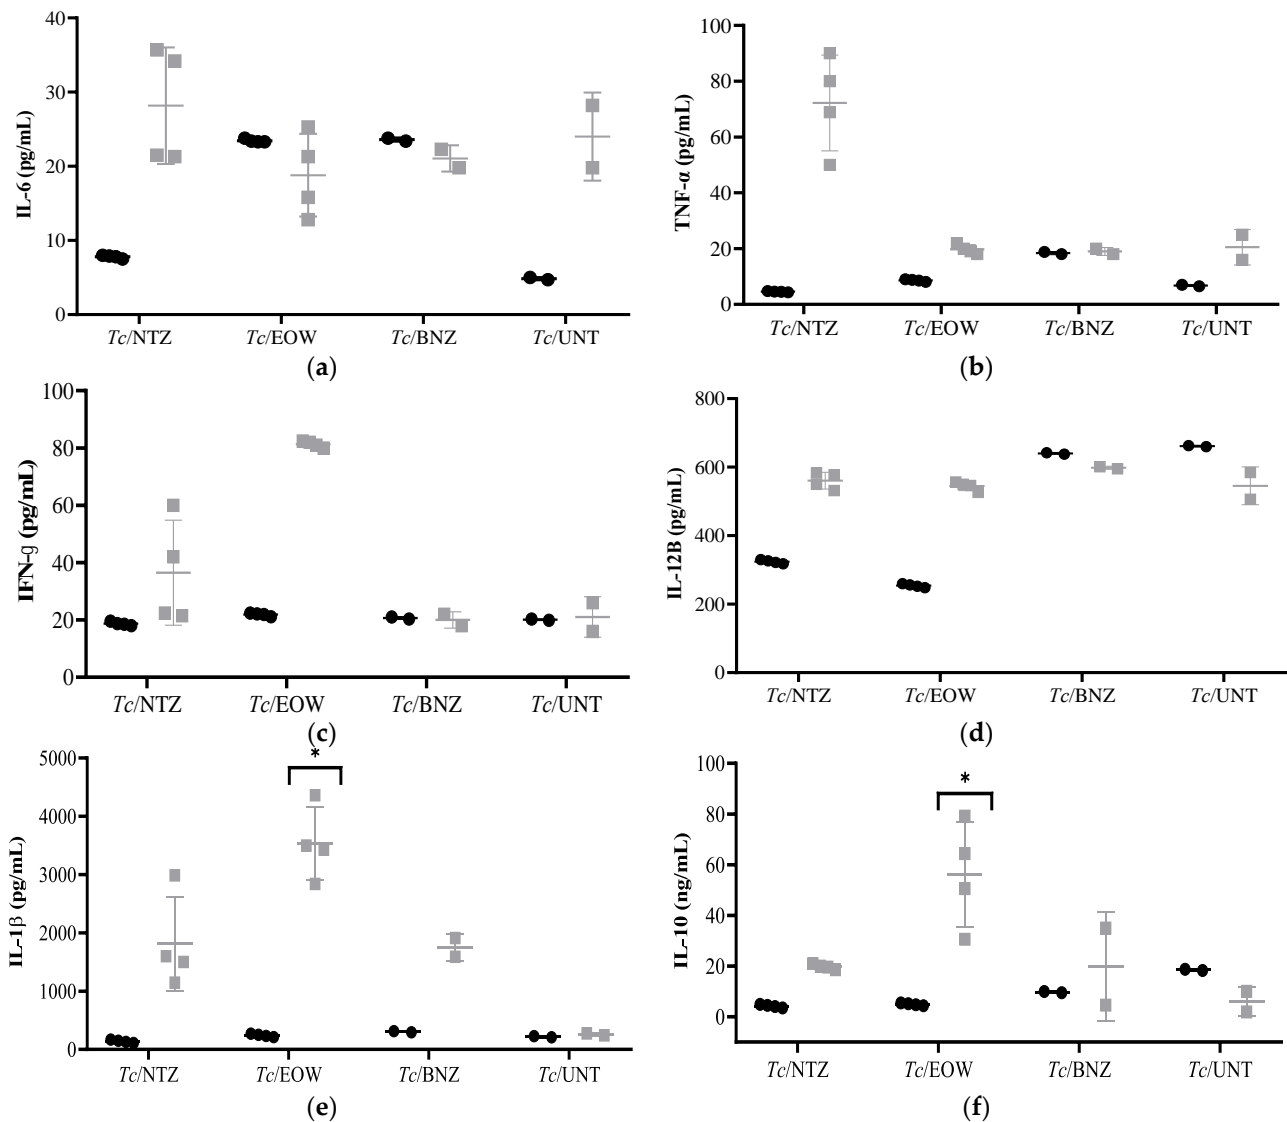 IL-6 (pg/mL)
40
30
20
10
0
Tc/NTZ Tc/EOW Tc/BNZ Tc/UNT
(a)
TNF-α (pg/mL)
100
80
60
40
20
0
Tc/NTZ Tc/EOW Tc/BNZ Tc/UNT
(b)
IFN-g (pg/mL)
100
80
60
40
20
0
Tc/NTZ Tc/EOW Tc/BNZ Tc/UNT
(c)
IL-12B (pg/mL)
800
600
400
200
0
Tc/NTZ Tc/EOW Tc/BNZ Tc/UNT
(d)
IL-1β (pg/mL)
5000
4000
3000
2000
1000
0
*
Tc/NTZ Tc/EOW Tc/BNZ Tc/UNT
(e)
IL-10 (ng/mL)
100
80
60
40
20
0
*
Tc/NTZ Tc/EOW Tc/BNZ Tc/UNT
(f)